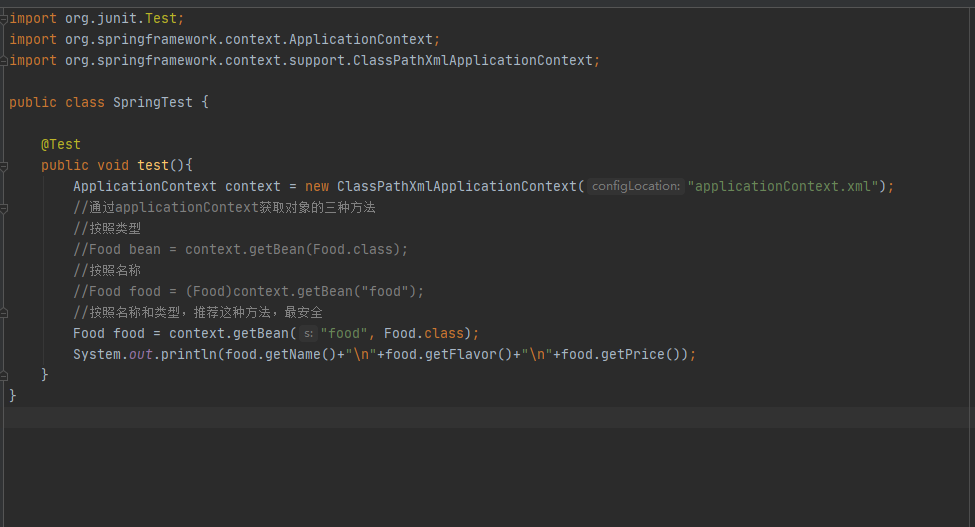 import org.junit.Test;
import org.springframework.context.ApplicationContext;
import org.springframework.context.support.ClassPathXmlApplicationContext;
public class SpringTest {
@Test
public void test(){
ApplicationContext context = new ClassPathXmlApplicationContext( configLocation: "applicationContext.xml");
//通过applicationContext获取对象的三种方法
//按照类型
//Food bean = context.getBean(Food.class);
//按照名称
//Food food = (Food)context.getBean("food");
//按照名称和类型，推荐这种方法，最安全
Food food = context.getBean( s: "food", Food.class);
System.out.println(food.getName()+"\n"+food.getFlavor()+"\n"+food.getPrice());
}
}